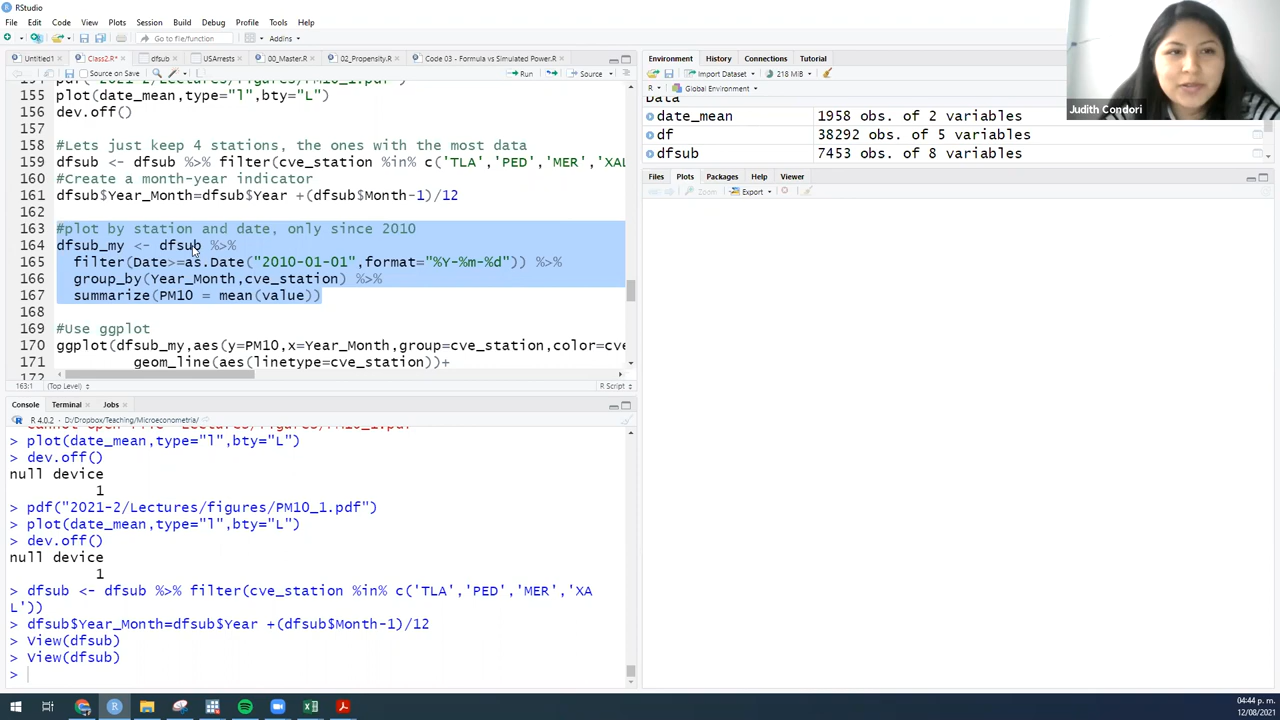 RStudio
File Edit Code View Plots Session Build Debug Profile Tools Help
Go to file/function
Addins
Untitled1
Class2.R*
dfsub
USArrests
00_Master.R
02_Propensity.R
Code 03 - Formula vs Simulated Power.R
Source on Save
Run
Source
155 plot(date_mean,type="l",bty="L")
156 dev.off()
157
158 #Lets just keep 4 stations, the ones with the most data
159 dfsub <- dfsub %>% filter(cve_station %in% c('TLA','PED','MER','XAL
160 #Create a month-year indicator
161 dfsub$Year_Month=dfsub$Year +(dfsub$Month-1)/12
162
163 #plot by station and date, only since 2010
164 dfsub_my <- dfsub %>%
165 filter(Date>=as.Date("2010-01-01",format="%Y-%m-%d")) %>%
166 group_by(Year_Month,cve_station) %>%
167 summarize(PM10 = mean(value))
168
169 #Use ggplot
170 ggplot(dfsub_my,aes(y=PM10,x=Year_Month,group=cve_station,color=cve
171 geom_line(aes(linetype=cve_station))+
172
163:1 (Top Level)
R Script
Console Terminal Jobs
R 4.0.2 · D:/Dropbox/Teaching/Microeconometria/
cannot open file 'Lectures/figures/PM10_1.pdf'
> plot(date_mean,type="l",bty="L")
> dev.off()
null device
1
> pdf("2021-2/Lectures/figures/PM10_1.pdf")
> plot(date_mean,type="l",bty="L")
> dev.off()
null device
1
> dfsub <- dfsub %>% filter(cve_station %in% c('TLA','PED','MER','XA
L'))
> dfsub$Year_Month=dfsub$Year +(dfsub$Month-1)/12
> View(dfsub)
> View(dfsub)
>
Environment History Connections Tutorial
Import Dataset
218 MiB
R
Global Environment
Data
date_mean 1958 obs. of 2 variables
df 38292 obs. of 5 variables
dfsub 7453 obs. of 8 variables
Files Plots Packages Help Viewer
Zoom Export
Judith Condori
04:44 p. m.
12/08/2021